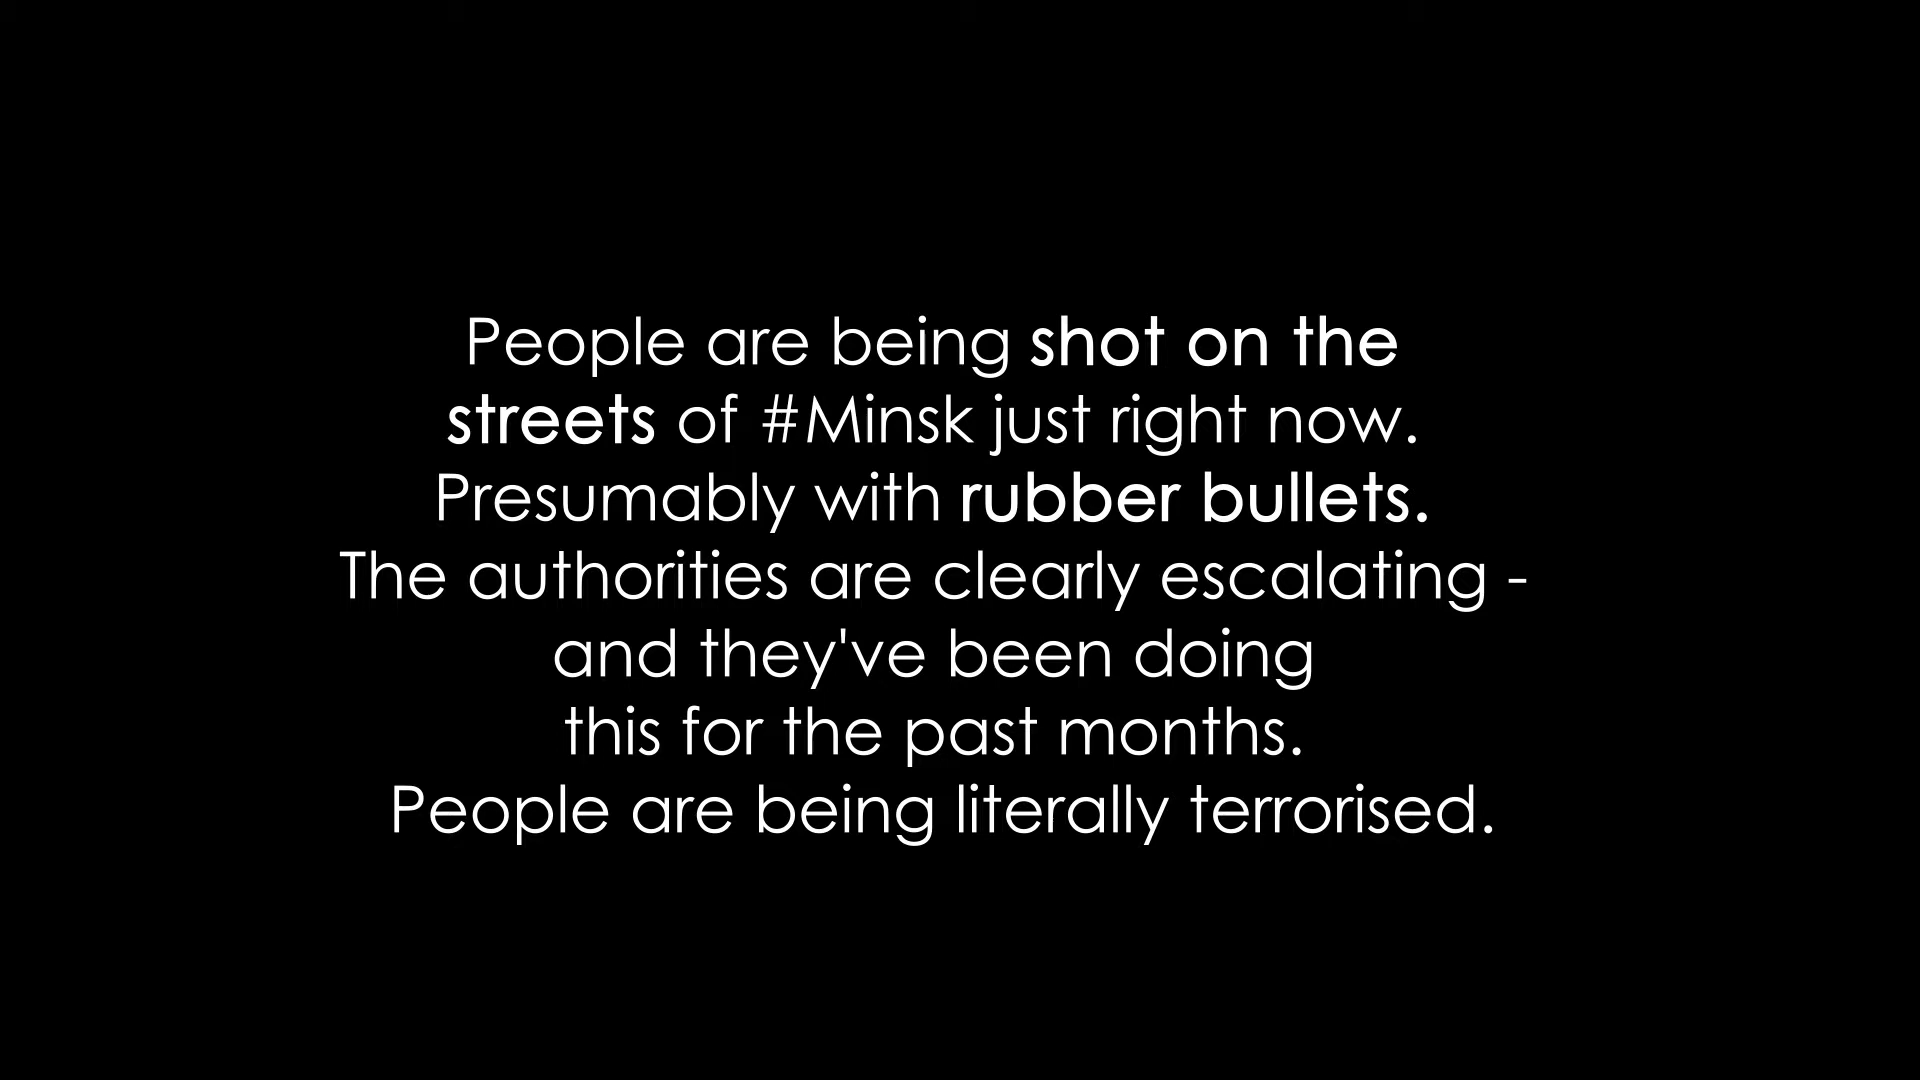 People are being shot on the
streets of #Minsk just right now.
Presumably with rubber bullets.
The authorities are clearly escalating -
and they've been doing
this for the past months.
People are being literally terrorised.